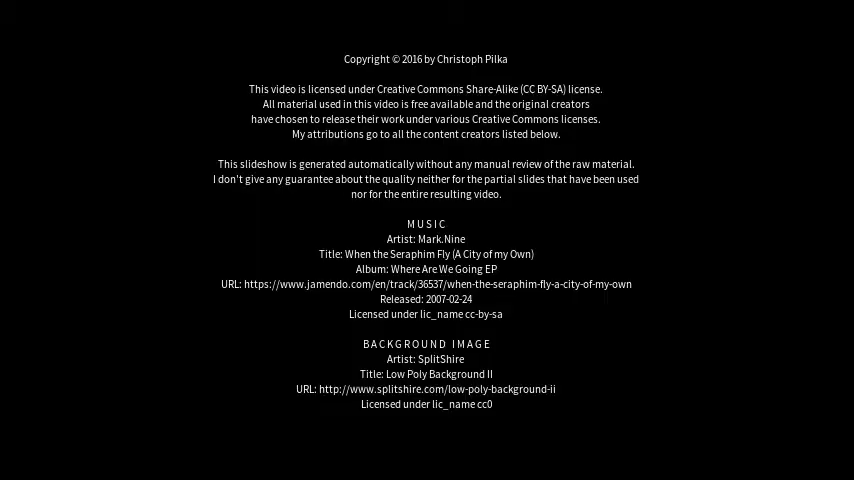 Copyright © 2016 by Christoph Pilka
This video is licensed under Creative Commons Share-Alike (CC BY-SA) license.
All material used in this video is free available and the original creators
have chosen to release their work under various Creative Commons licenses.
My attributions go to all the content creators listed below.
This slideshow is generated automatically without any manual review of the raw material.
I don't give any guarantee about the quality neither for the partial slides that have been used
nor for the entire resulting video.
MUSIC
Artist: Mark.Nine
Title: When the Seraphim Fly (A City of my Own)
Album: Where Are We Going EP
URL: https://www.jamendo.com/en/track/36537/when-the-seraphim-fly-a-city-of-my-own
Released: 2007-02-24
Licensed under lic_name cc-by-sa
BACKGROUND IMAGE
Artist: SplitShire
Title: Low Poly Background II
URL: http://www.splitshire.com/low-poly-background-ii
Licensed under lic_name cc0